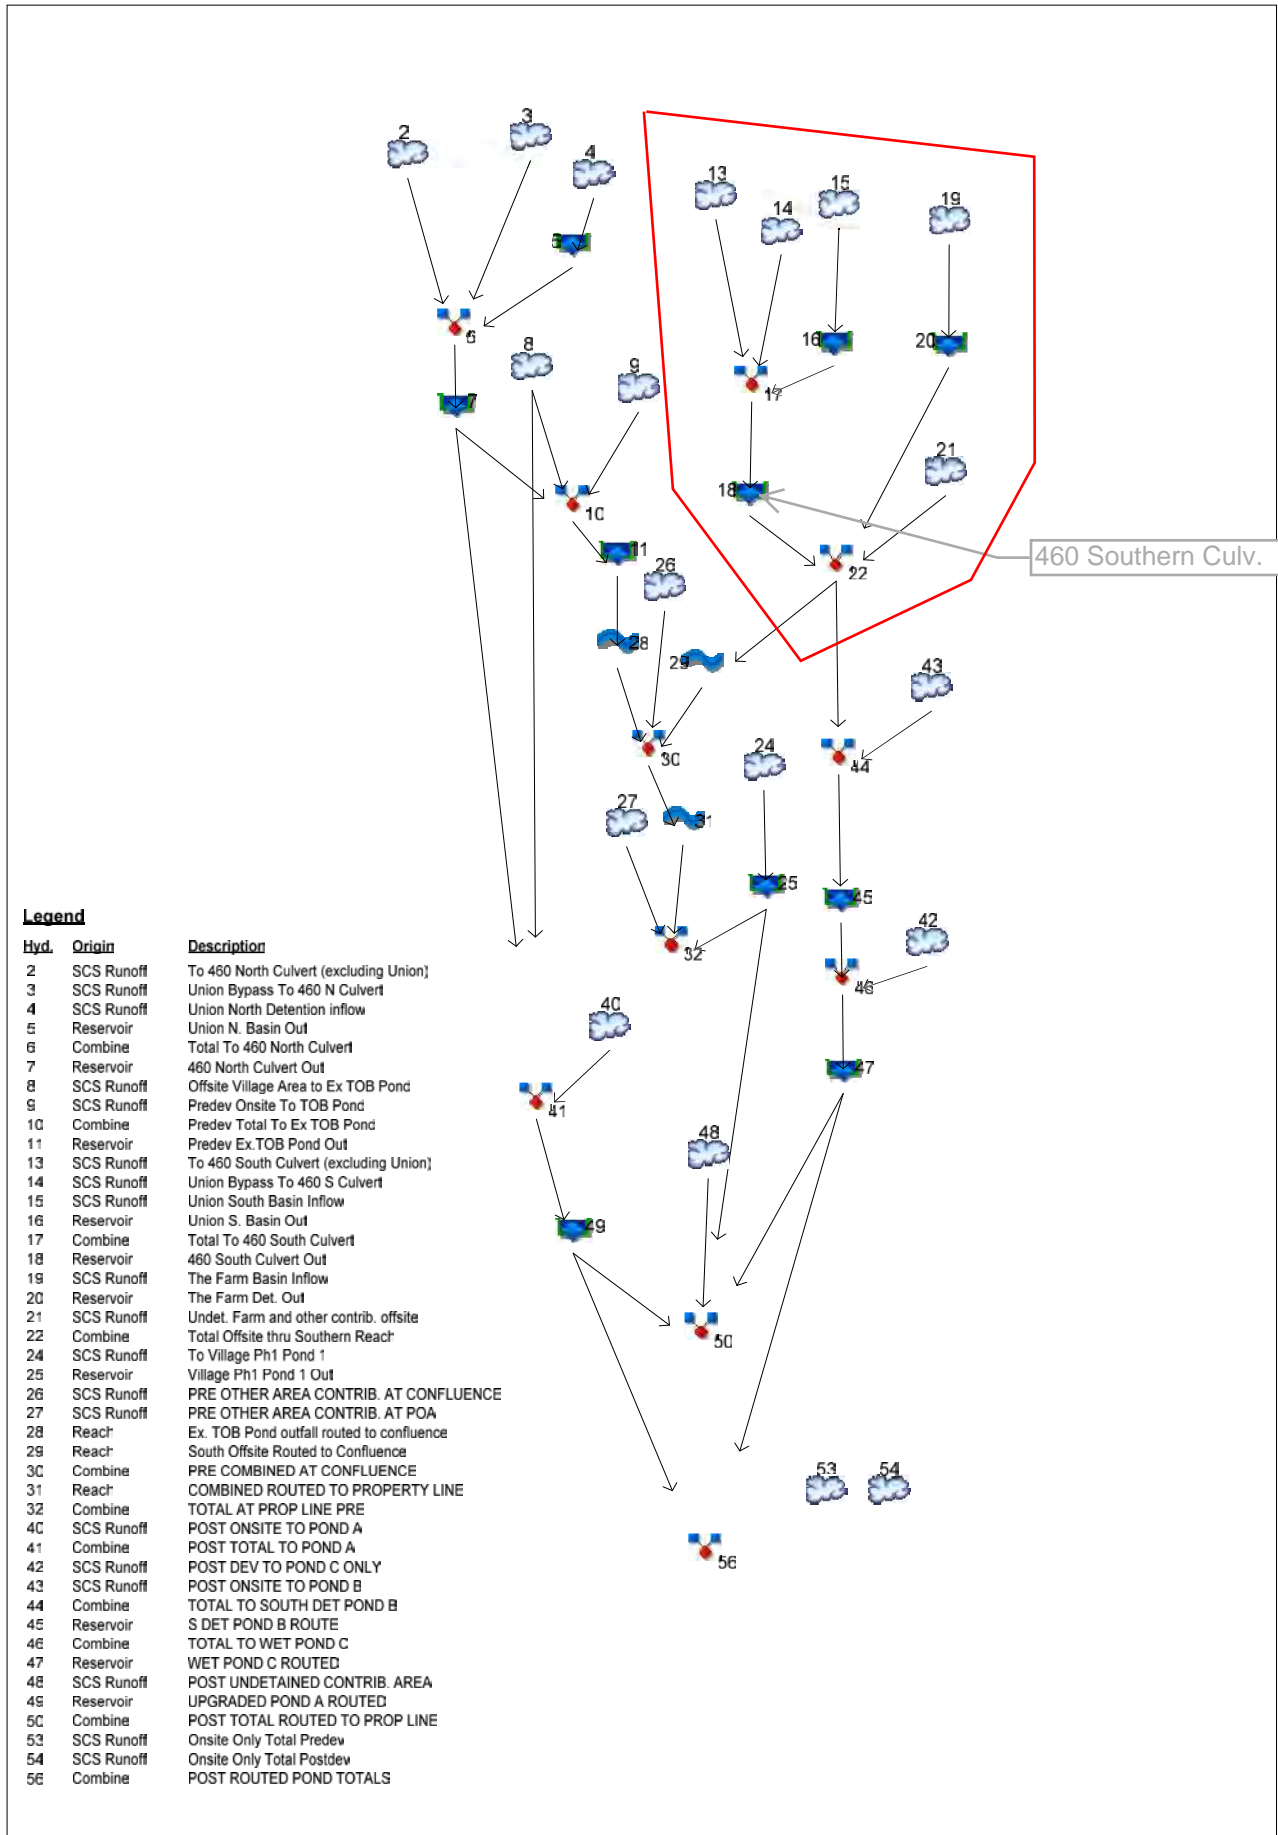 3
2
4
13
15
14
19
5
6
16
20
8
9
7
17
21
18
10
11
460 Southern Culv.
22
26
28
29
43
30
24
44
27
31
25
45
42
32
46
40
47
41
48
49
50
53
54
56
Legend
Hyd. Origin Description
2 SCS Runoff To 460 North Culvert (excluding Union)
3 SCS Runoff Union Bypass To 460 N Culvert
4 SCS Runoff Union North Detention inflow
5 Reservoir Union N. Basin Out
6 Combine Total To 460 North Culvert
7 Reservoir 460 North Culvert Out
8 SCS Runoff Offsite Village Area to Ex TOB Pond
9 SCS Runoff Predev Onsite To TOB Pond
10 Combine Predev Total To Ex TOB Pond
11 Reservoir Predev Ex.TOB Pond Out
13 SCS Runoff To 460 South Culvert (excluding Union)
14 SCS Runoff Union Bypass To 460 S Culvert
15 SCS Runoff Union South Basin Inflow
16 Reservoir Union S. Basin Out
17 Combine Total To 460 South Culvert
18 Reservoir 460 South Culvert Out
19 SCS Runoff The Farm Basin Inflow
20 Reservoir The Farm Det. Out
21 SCS Runoff Undet. Farm and other contrib. offsite
22 Combine Total Offsite thru Southern Reach
24 SCS Runoff To Village Ph1 Pond 1
25 Reservoir Village Ph1 Pond 1 Out
26 SCS Runoff PRE OTHER AREA CONTRIB. AT CONFLUENCE
27 SCS Runoff PRE OTHER AREA CONTRIB. AT POA
28 Reach Ex. TOB Pond outfall routed to confluence
29 Reach South Offsite Routed to Confluence
30 Combine PRE COMBINED AT CONFLUENCE
31 Reach COMBINED ROUTED TO PROPERTY LINE
32 Combine TOTAL AT PROP LINE PRE
40 SCS Runoff POST ONSITE TO POND A
41 Combine POST TOTAL TO POND A
42 SCS Runoff POST DEV TO POND C ONLY
43 SCS Runoff POST ONSITE TO POND B
44 Combine TOTAL TO SOUTH DET POND B
45 Reservoir S DET POND B ROUTE
46 Combine TOTAL TO WET POND C
47 Reservoir WET POND C ROUTED
48 SCS Runoff POST UNDETAINED CONTRIB. AREA
49 Reservoir UPGRADED POND A ROUTED
50 Combine POST TOTAL ROUTED TO PROP LINE
53 SCS Runoff Onsite Only Total Predev
54 SCS Runoff Onsite Only Total Postdev
56 Combine POST ROUTED POND TOTALS